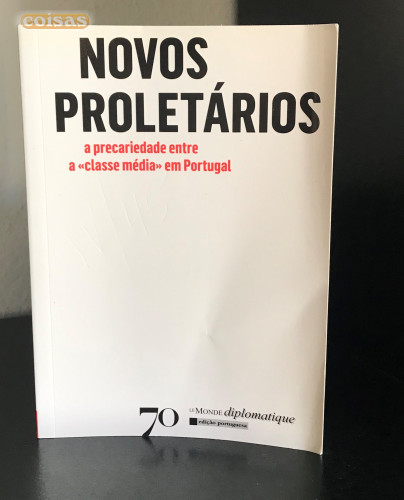 coisas
NOVOS
PROLETÁRIOS
a precariedade entre
a «classe média» em Portugal
70
LE MONDE diplomatique
edição portuguesa